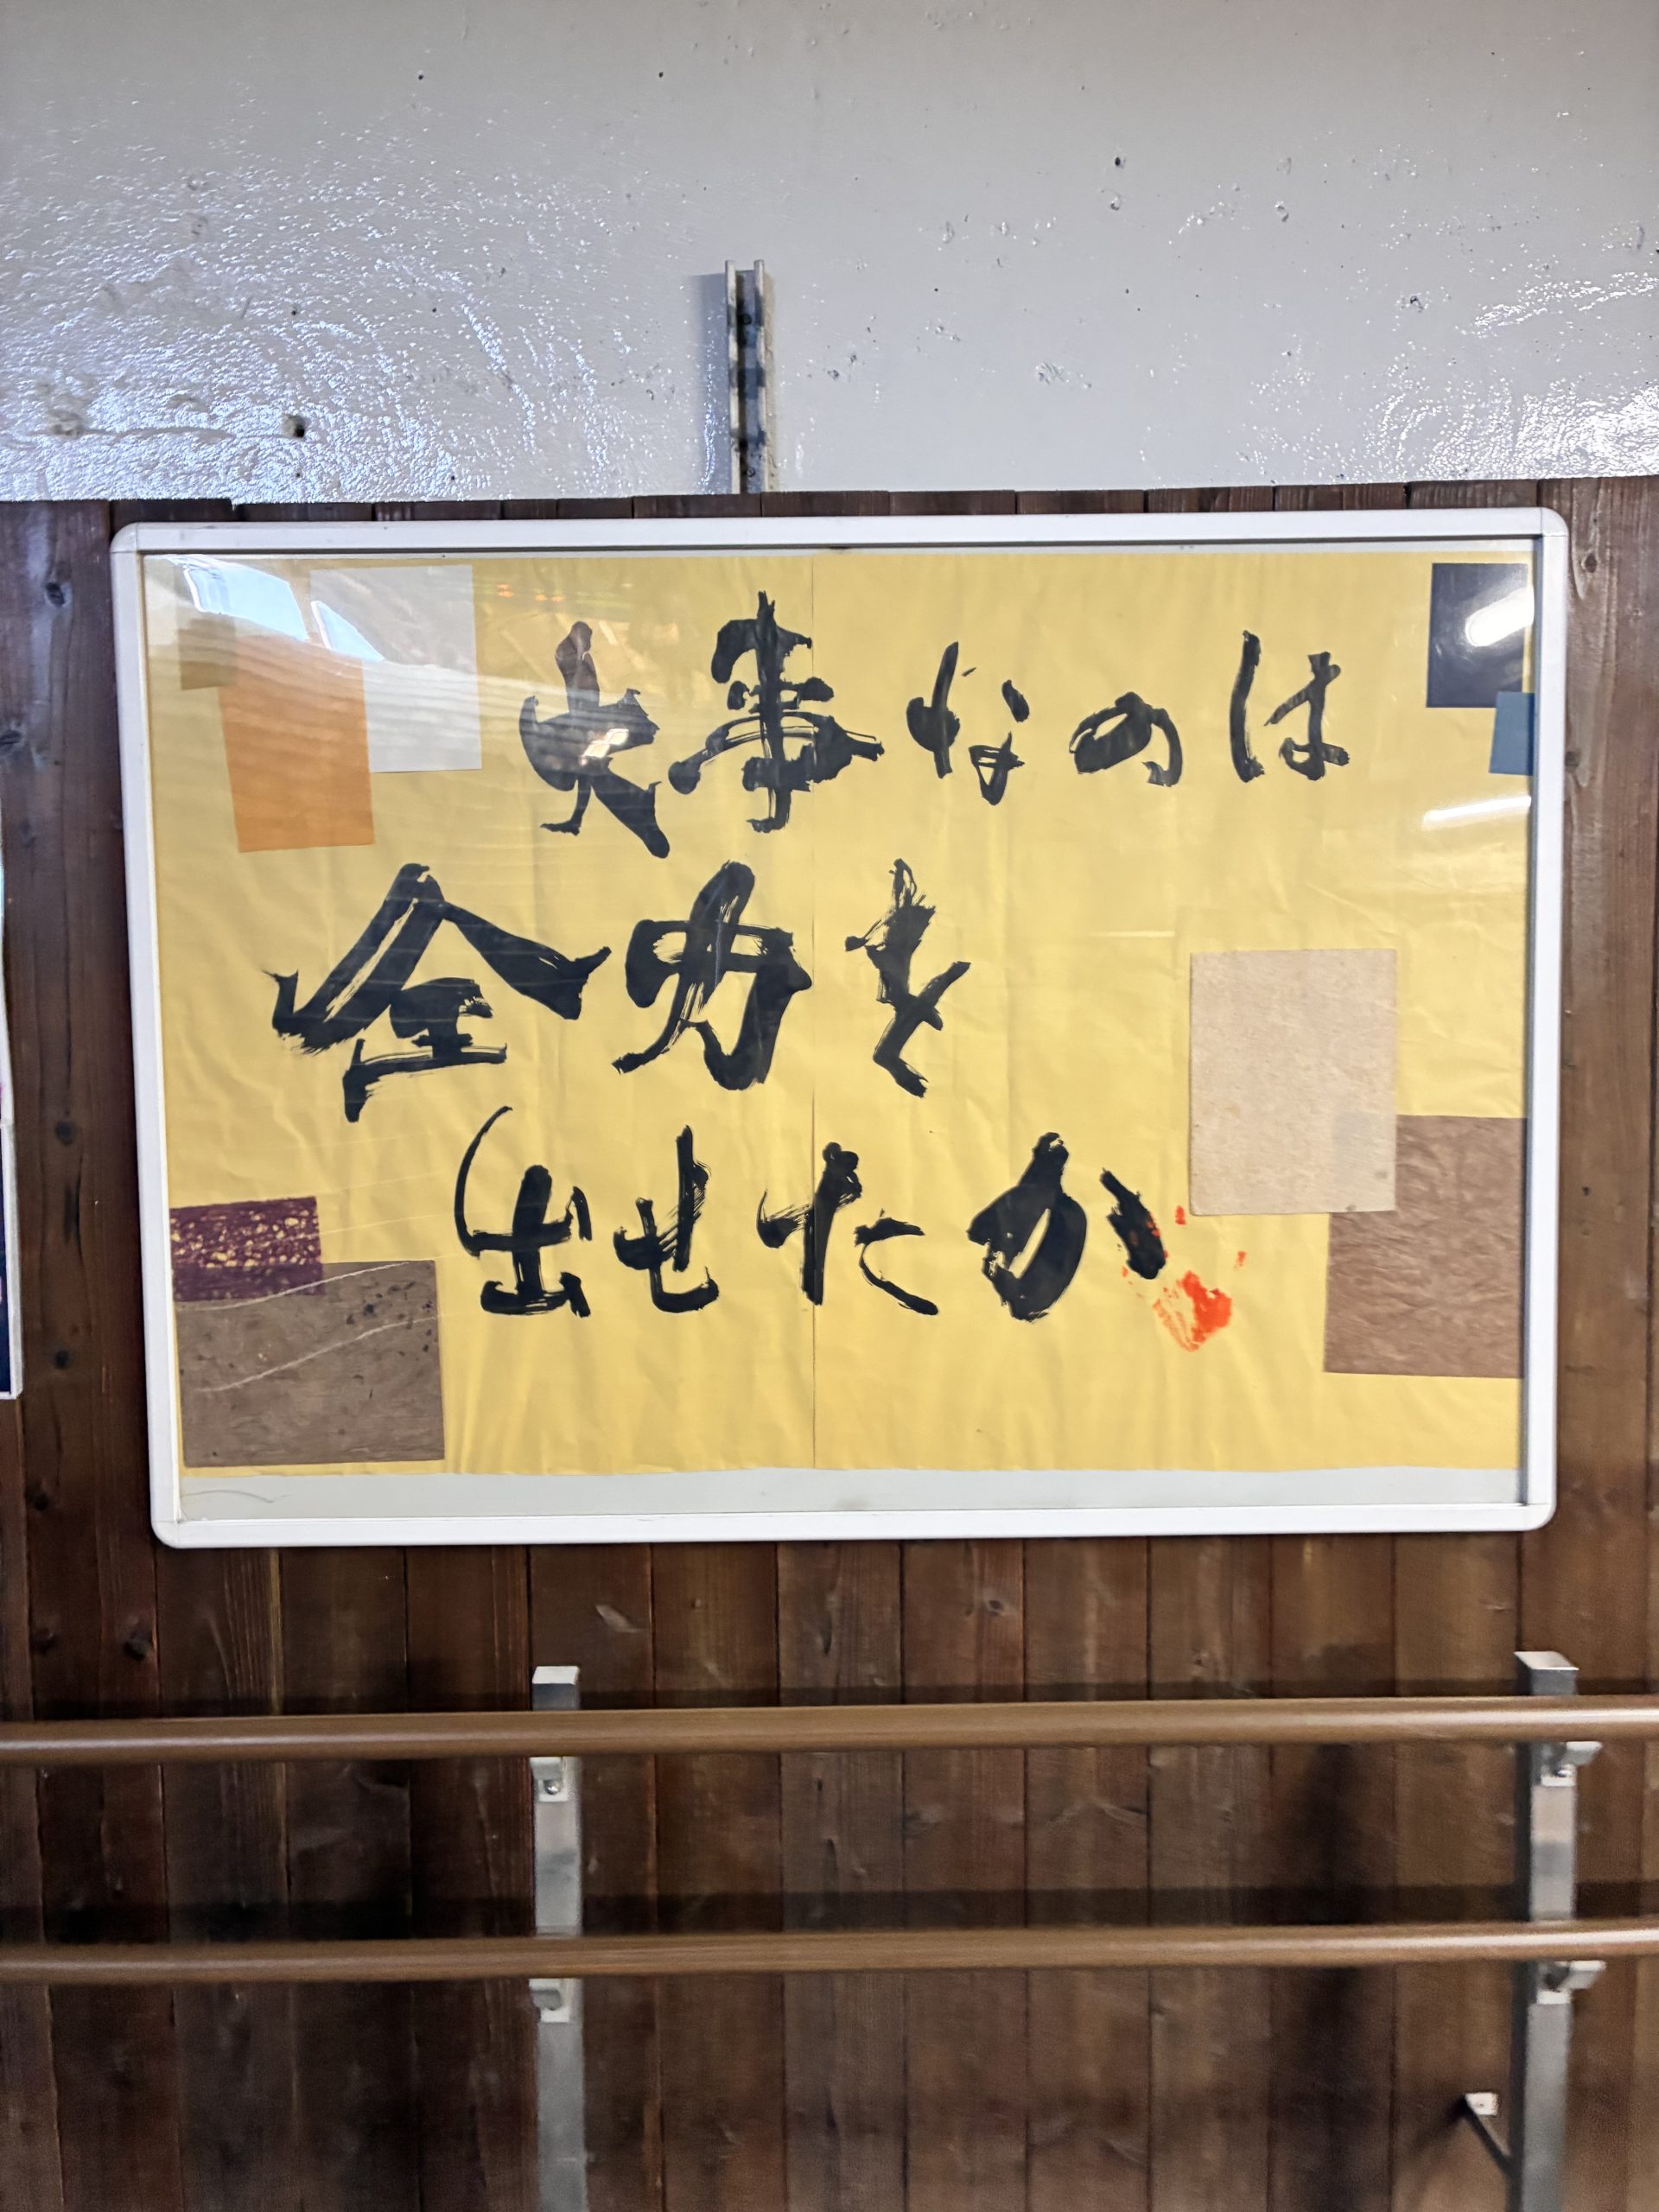 大事なのは
全力を
出せたか